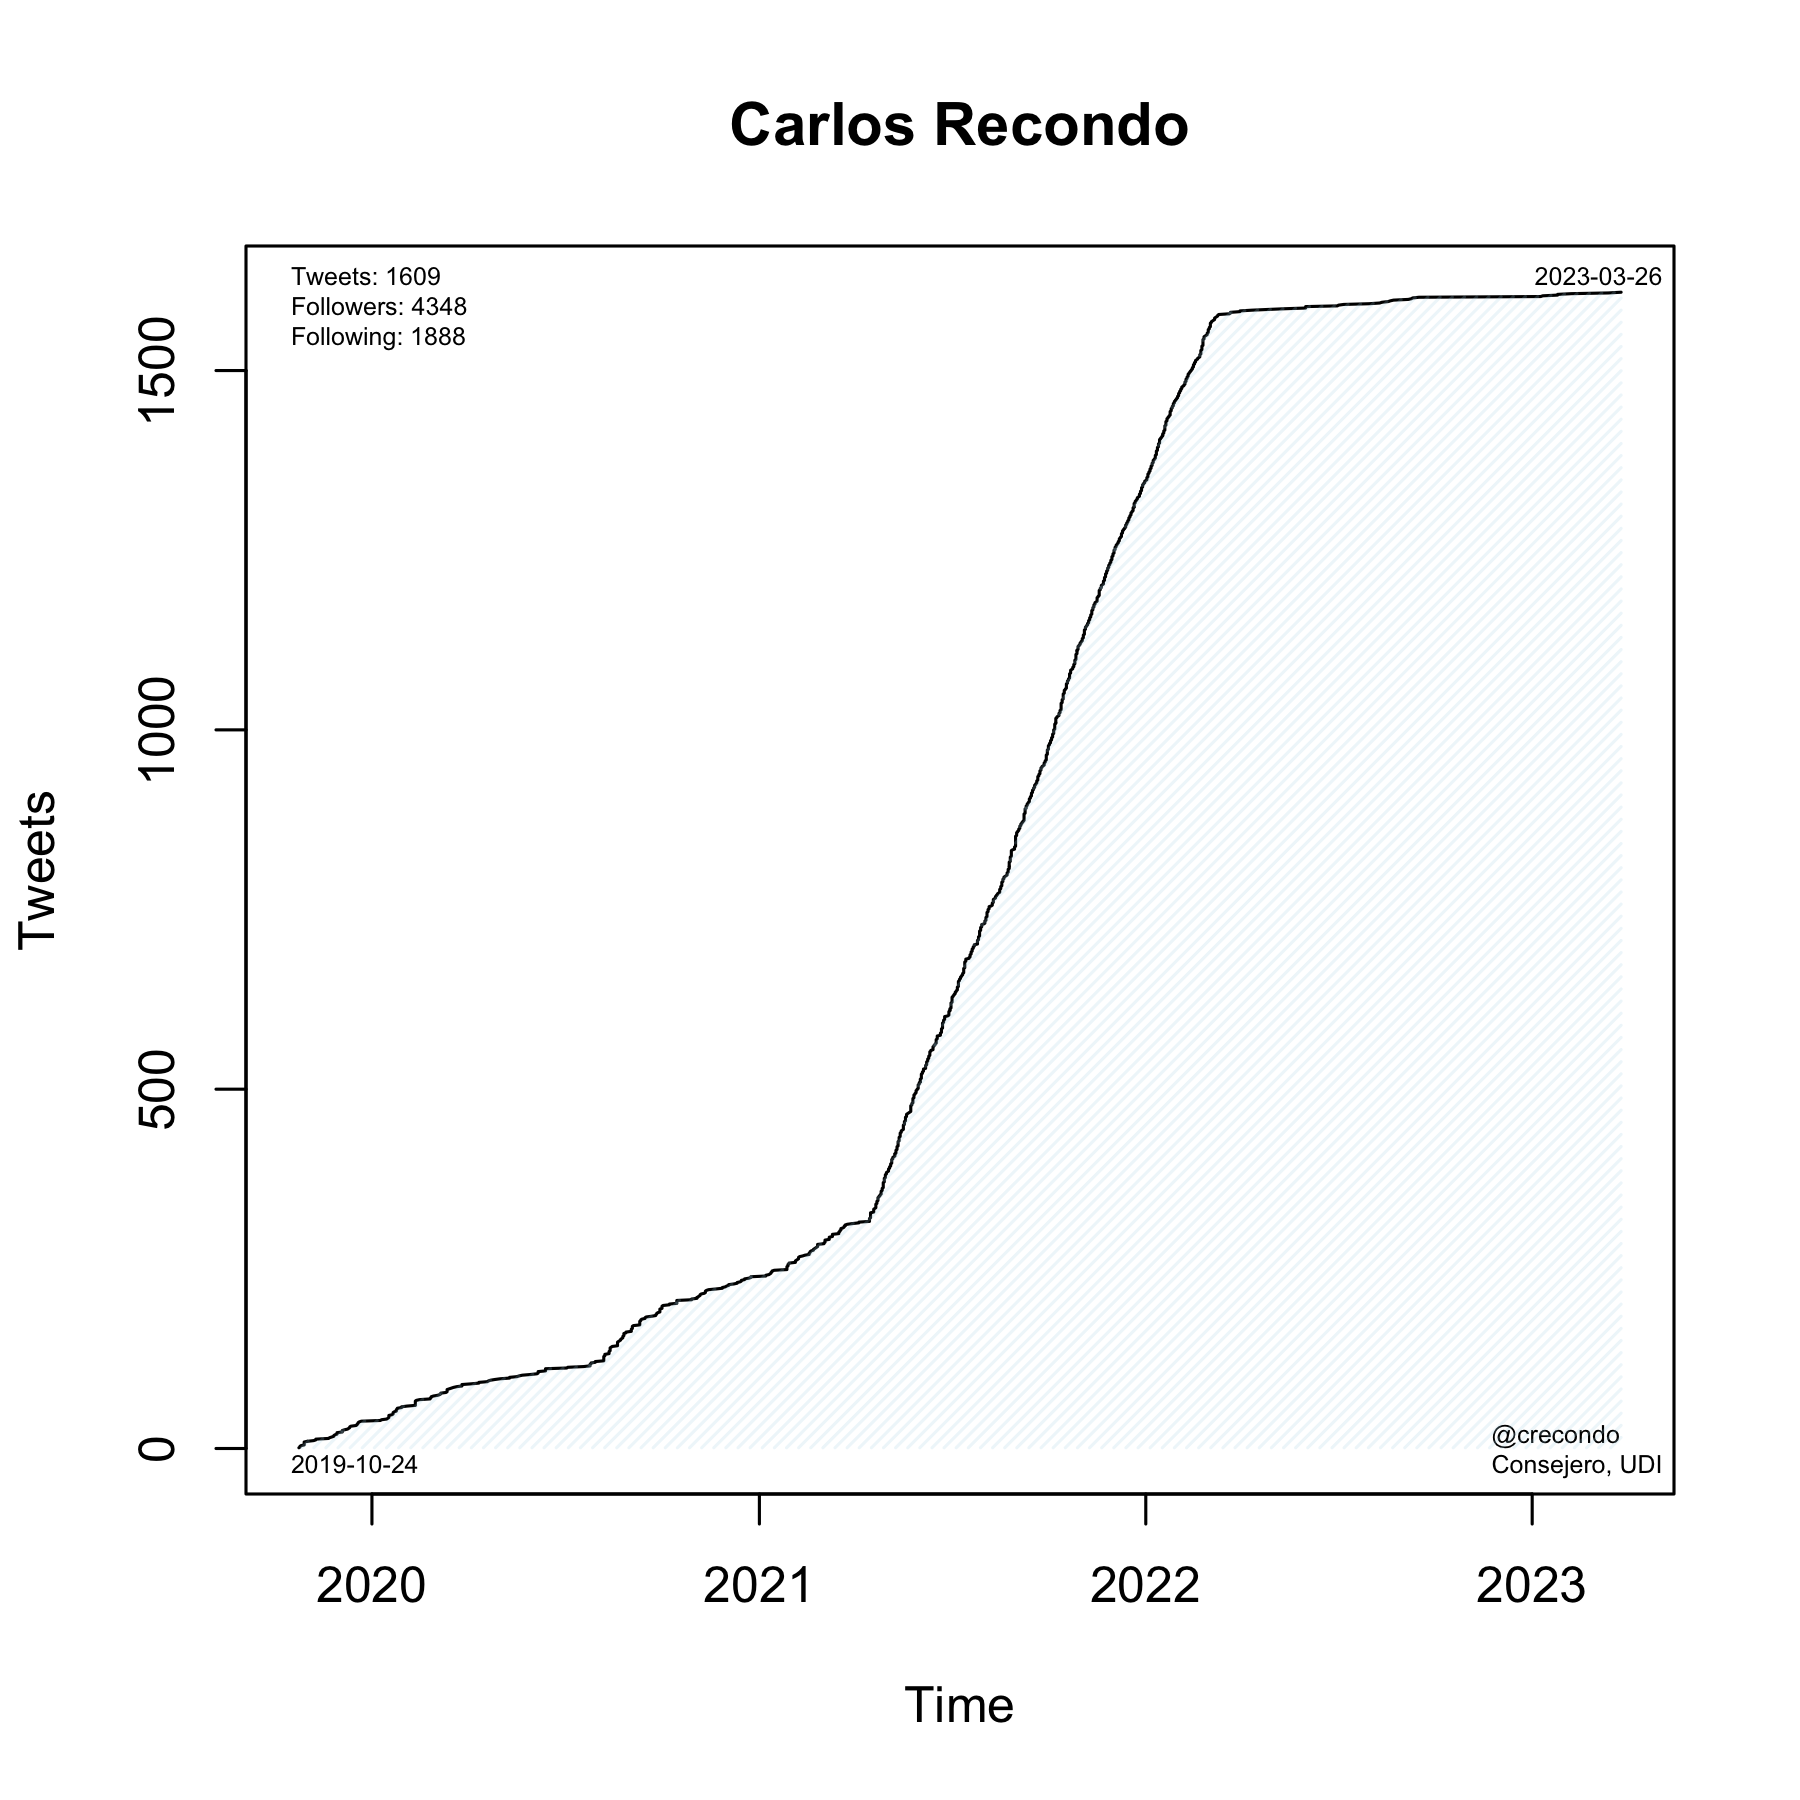 Carlos Recondo
Tweets: 1609
Followers: 4348
Following: 1888
2023-03-26
1500
1000
500
0
Tweets
2019-10-24
@crecondo
Consejero, UDI
2020
2021
2022
2023
Time